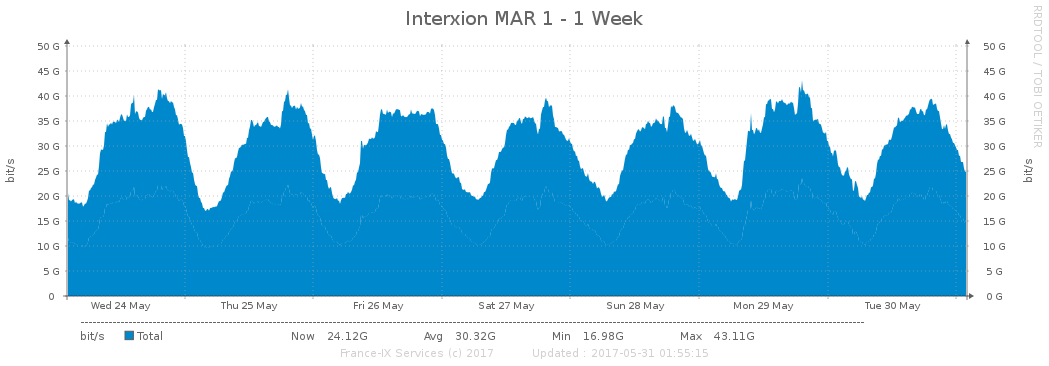 Interxion MAR 1 - 1 Week
RRDTOOL / TOBI OETIKER
bit/s
50 G 50 G
45 G 45 G
40 G 40 G
35 G 35 G
30 G 30 G
25 G 25 G
20 G 20 G
15 G 15 G
10 G 10 G
5 G 5 G
0 0 G
bit/s
Wed 24 May Thu 25 May Fri 26 May Sat 27 May Sun 28 May Mon 29 May Tue 30 May
bit/s Total Now 24.12G Avg 30.32G Min 16.98G Max 43.11G
France-IX Services (c) 2017 Updated : 2017-05-31 01:55:15